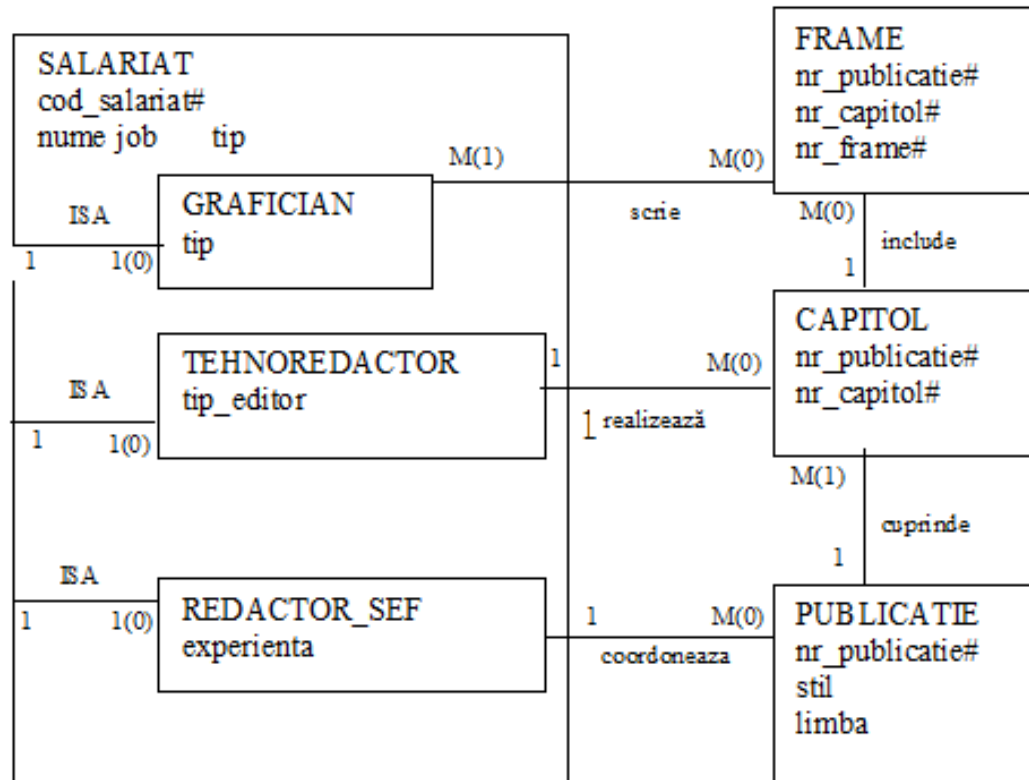 SALARIAT
cod_salariat#
nume job tip
M(1)
ISA
GRAFICIAN
tip
1
1(0)
TEHNOREDACTOR
tip_editor
1
ISA
1
1(0)
ISA
REDACTOR_SEF
experienta
1
1(0)
M(0)
scrie
FRAME
nr_publicatie#
nr_capitol#
nr_frame#
M(0)
include
1
CAPITOL
nr_publicatie#
nr_capitol#
M(0)
1 realizează
M(1)
cuprinde
1
1
M(0)
coordoneaza
PUBLICATIE
nr_publicatie#
stil
limba